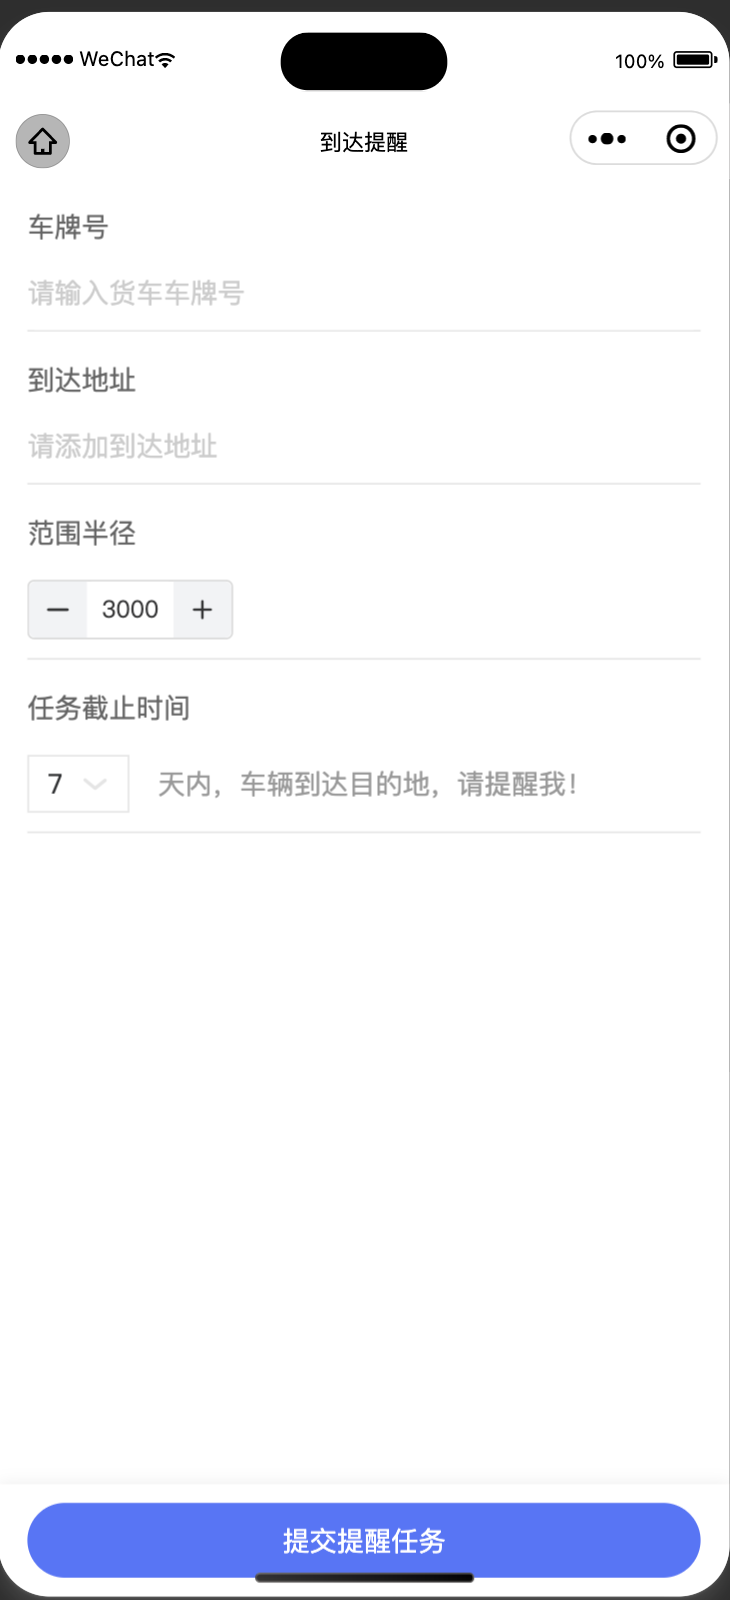 WeChat
100%
到达提醒
车牌号
请输入货车车牌号
到达地址
请添加到达地址
范围半径
3000
任务截止时间
7 天内，车辆到达目的地，请提醒我！
提交提醒任务